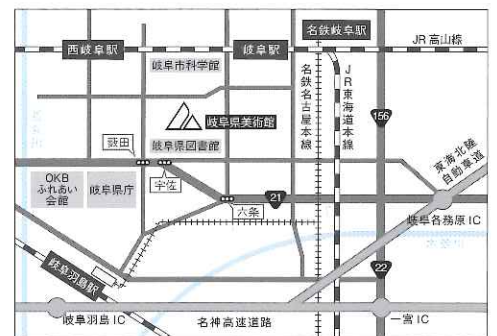 名鉄岐阜駅
西岐阜駅
岐阜駅
JR高山線
岐阜市科学館
名鉄名古屋本線
JR東海道本線
岐阜県美術館
156
岐阜県図書館
薮田
東海北陸
自動車道
OKB
ふれあい
会館
岐阜県庁
宇佐
21
六条
岐阜各務原IC
岐阜羽島駅
22
岐阜羽島IC
名神高速道路
一宮IC